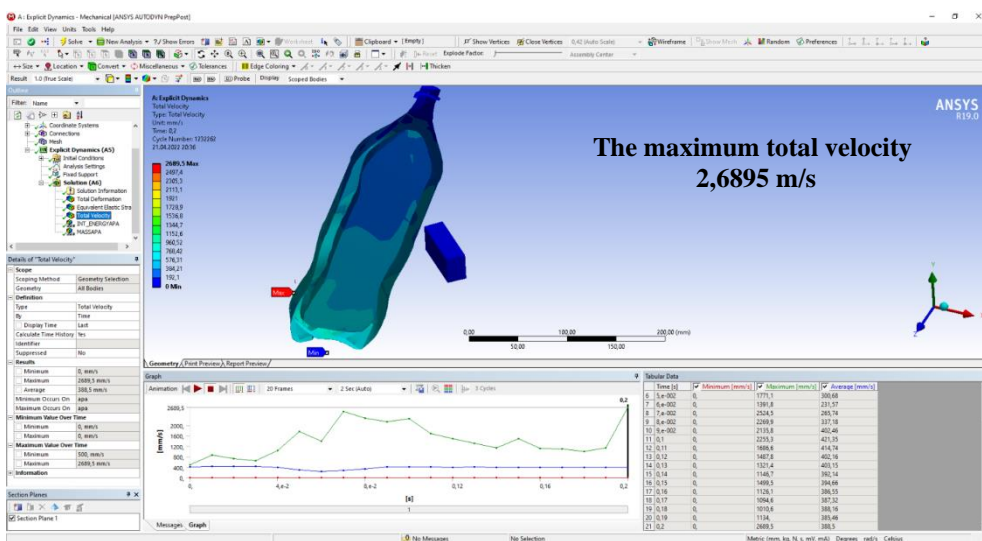 A : Explicit Dynamics - Mechanical [ANSYS AUTODYN PrepPost]
File Edit View Units Tools Help
Solve New Analysis ?/ Show Errors Worksheet Clipboard [Empty] Show Vertices Close Vertices 0,42 (Auto Scale) Wireframe Show Mesh Random Preferences
Reset Explode Factor: Assembly Center
Size Location Convert Miscellaneous Tolerances Edge Coloring Thicken
Result 1.0 (True Scale) Probe Display Scoped Bodies
Outline
Filter: Name
Coordinate Systems
Connections
Mesh
Explicit Dynamics (A5)
Initial Conditions
Analysis Settings
Fixed Support
Solution (A6)
Solution Information
Total Deformation
Equivalent Elastic Stra
Total Velocity
INT_ENERGYAPA
MASSAPA
Details of "Total Velocity"
Scope
Scoping Method Geometry Selection
Geometry All Bodies
Definition
Type Total Velocity
By Time
Display Time Last
Calculate Time History Yes
Identifier
Suppressed No
Results
Minimum 0, mm/s
Maximum 2689,5 mm/s
Average 388,5 mm/s
Minimum Occurs On apa
Maximum Occurs On apa
Minimum Value Over Time
Minimum 0, mm/s
Maximum 0, mm/s
Maximum Value Over Time
Minimum 500, mm/s
Maximum 2689,5 mm/s
Information
Section Planes
Section Plane 1
A: Explicit Dynamics
Total Velocity
Type: Total Velocity
Unit: mm/s
Time: 0,2
Cycle Number: 1232262
21.04.2022 20:36
2689,5 Max
2497,4
2305,3
2113,1
1921
1728,9
1536,8
1344,7
1152,6
960,52
768,42
576,31
384,21
192,1
0 Min
ANSYS
R19.0
The maximum total velocity
2,6895 m/s
Min
Min
0,00 100,00 200,00 (mm)
50,00 150,00
Y
Z
Geometry Print Preview Report Preview
Graph
Animation 20 Frames 2 Sec (Auto) 3 Cycles
0,2
2689,5
2000,
1600,
1200,
800,
400,
0,
[mm/s]
0, 4,e-2 8,e-2 0,12 0,16 0,2
[s]
1
Messages Graph
Tabular Data
Time [s] Minimum [mm/s] Maximum [mm/s] Average [mm/s]
6 5,e-002 0, 1771,1 300,68
7 6,e-002 0, 1391,8 231,57
8 7,e-002 0, 2524,5 265,74
9 8,e-002 0, 2269,9 337,18
10 9,e-002 0, 2135,8 402,46
11 0,1 0, 2255,3 421,35
12 0,11 0, 1686,6 414,74
13 0,12 0, 1487,8 402,16
14 0,13 0, 1321,4 403,15
15 0,14 0, 1146,7 392,14
16 0,15 0, 1499,5 394,66
17 0,16 0, 1126,1 386,55
18 0,17 0, 1094,6 387,32
19 0,18 0, 1010,6 388,16
20 0,19 0, 1134, 385,46
21 0,2 0, 2689,5 388,5
No Messages No Selection Metric (mm, kg, N, s, mV, mA) Degrees rad/s Celsius